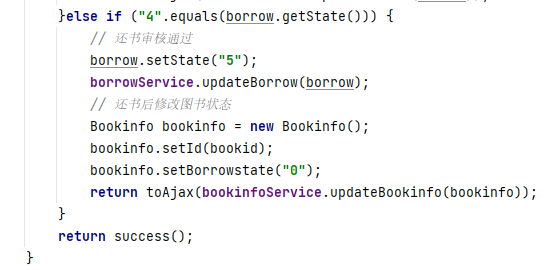 }else if ("4".equals(borrow.getState())) {
// 还书审核通过
borrow.setState("5");
borrowService.updateBorrow(borrow);
// 还书后修改图书状态
Bookinfo bookinfo = new Bookinfo();
bookinfo.setId(bookid);
bookinfo.setBorrowstate("0");
return toAjax(bookinfoService.updateBookinfo(bookinfo));
}
return success();
}